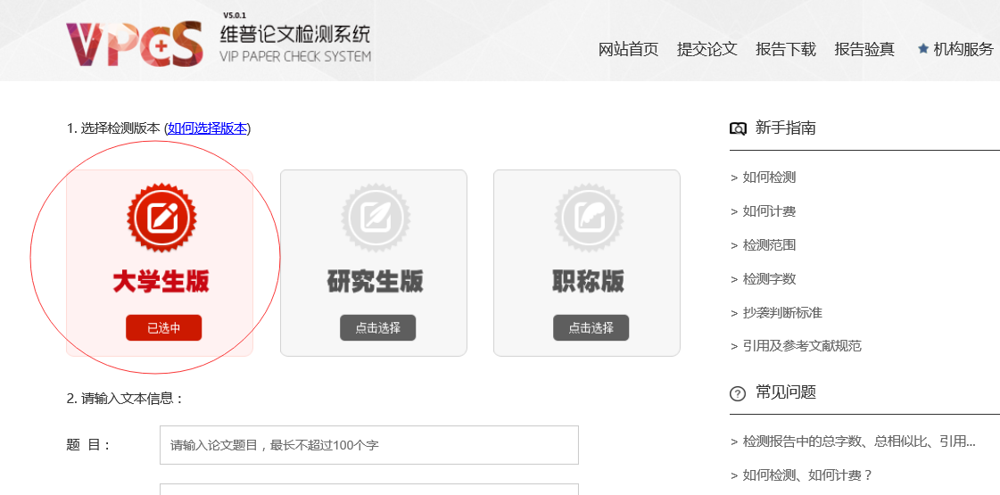 VPCS
V5.0.1
维普论文检测系统
VIP PAPER CHECK SYSTEM
网站首页 提交论文 报告下载 报告验真 ★ 机构服务
1. 选择检测版本 (如何选择版本)
大学生版
已选中
研究生版
点击选择
职称版
点击选择
2. 请输入文本信息：
题 目：
请输入论文题目，最长不超过100个字
新手指南
> 如何检测
> 如何计费
> 检测范围
> 检测字数
> 抄袭判断标准
> 引用及参考文献规范
常见问题
> 检测报告中的总字数、总相似比、引用...
> 如何检测、如何计费？